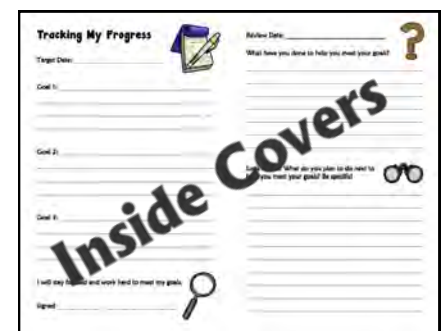 Tracking My Progress
Target Date:
Goal 1:
Goal 2:
Goal 3:
I will stay and work hard to meet my goals.
Signed:
Review Date:
What have you done to help you meet your goals?
What do you plan to do next to
you meet your goals? Be specific!
Inside Covers